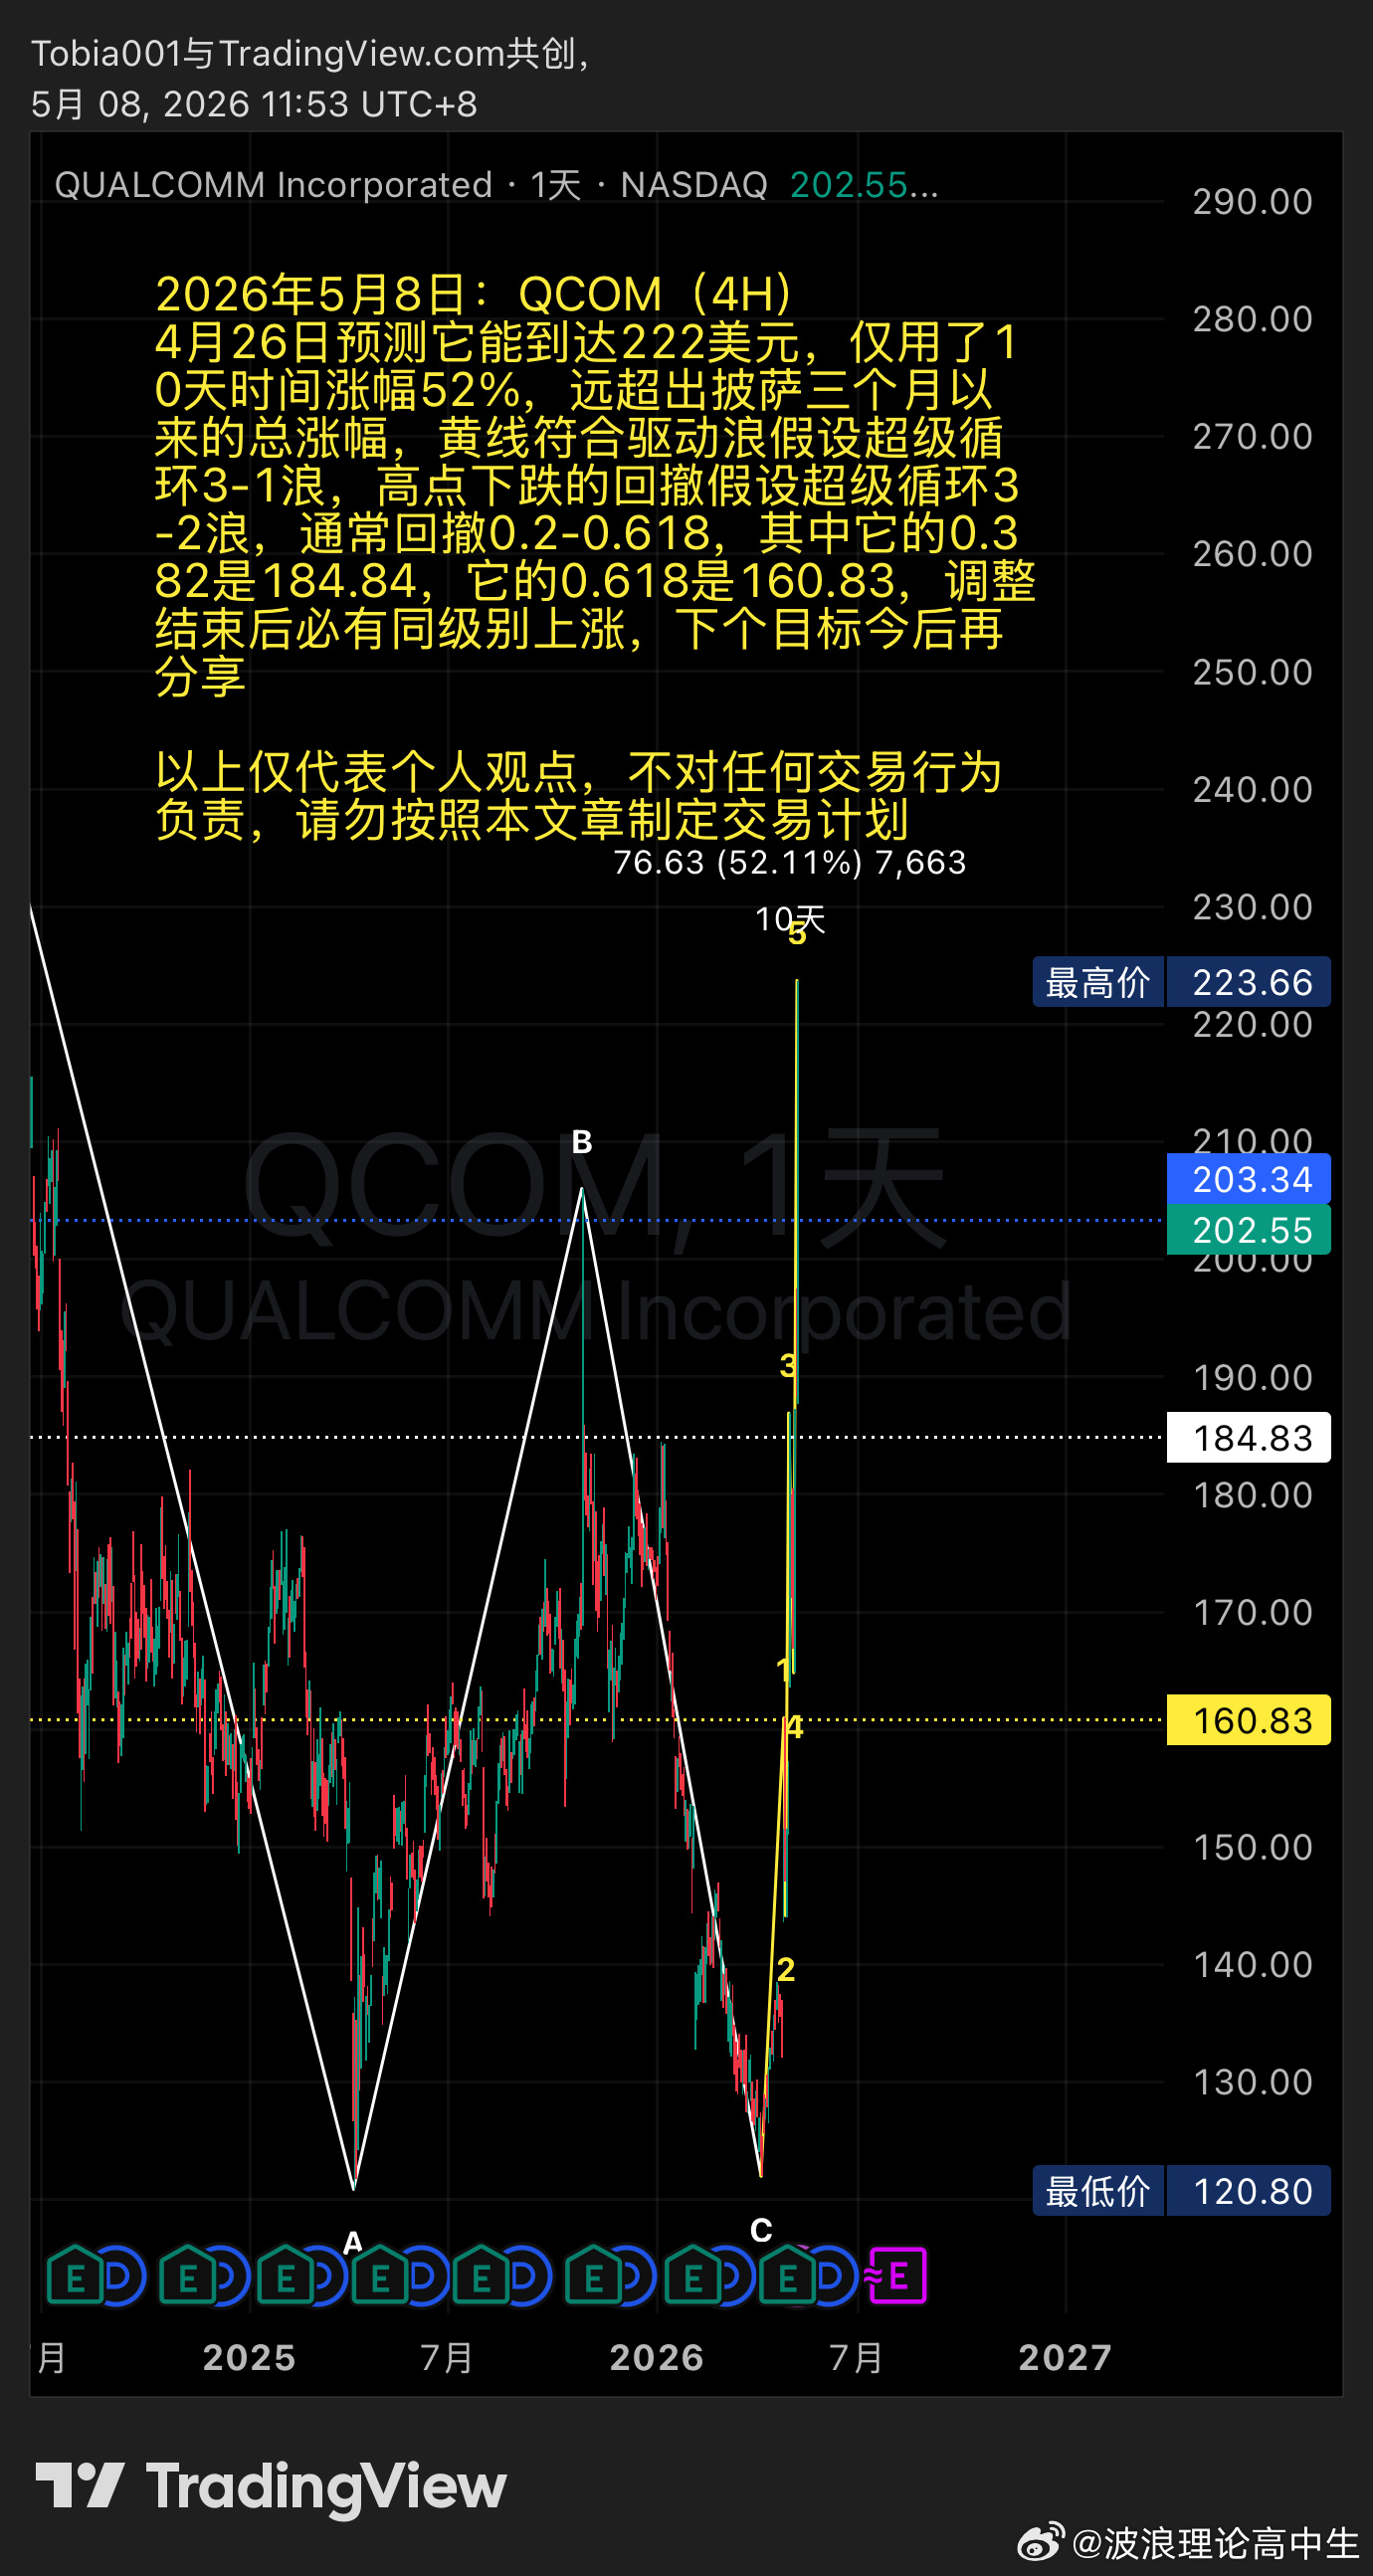 Tobia001与TradingView.com共创，
5月 08, 2026 11:53 UTC+8
QUALCOMM Incorporated · 1天 · NASDAQ 202.55...
2026年5月8日：QCOM（4H）
4月26日预测它能到达222美元，仅用了1
0天时间涨幅52%，远超出披萨三个月以
来的总涨幅，黄线符合驱动浪假设超级循
环3-1浪，高点下跌的回撤假设超级循环3
-2浪，通常回撤0.2-0.618，其中它的0.3
82是184.84，它的0.618是160.83，调整
结束后必有同级别上涨，下个目标今后再
分享
以上仅代表个人观点，不对任何交易行为
负责，请勿按照本文章制定交易计划
76.63 (52.11%) 7,663
10天
5
290.00
280.00
270.00
260.00
250.00
240.00
230.00
最高价 223.66
220.00
210.00
203.34
202.55
200.00
190.00
184.83
180.00
170.00
160.83
150.00
140.00
130.00
最低价 120.80
QCOM, 1天
QUALCOMM Incorporated
B
3
1
4
2
A
C
E D E D E D E D E D E D E D E D E
月 2025 7月 2026 7月 2027
TradingView
@波浪理论高中生